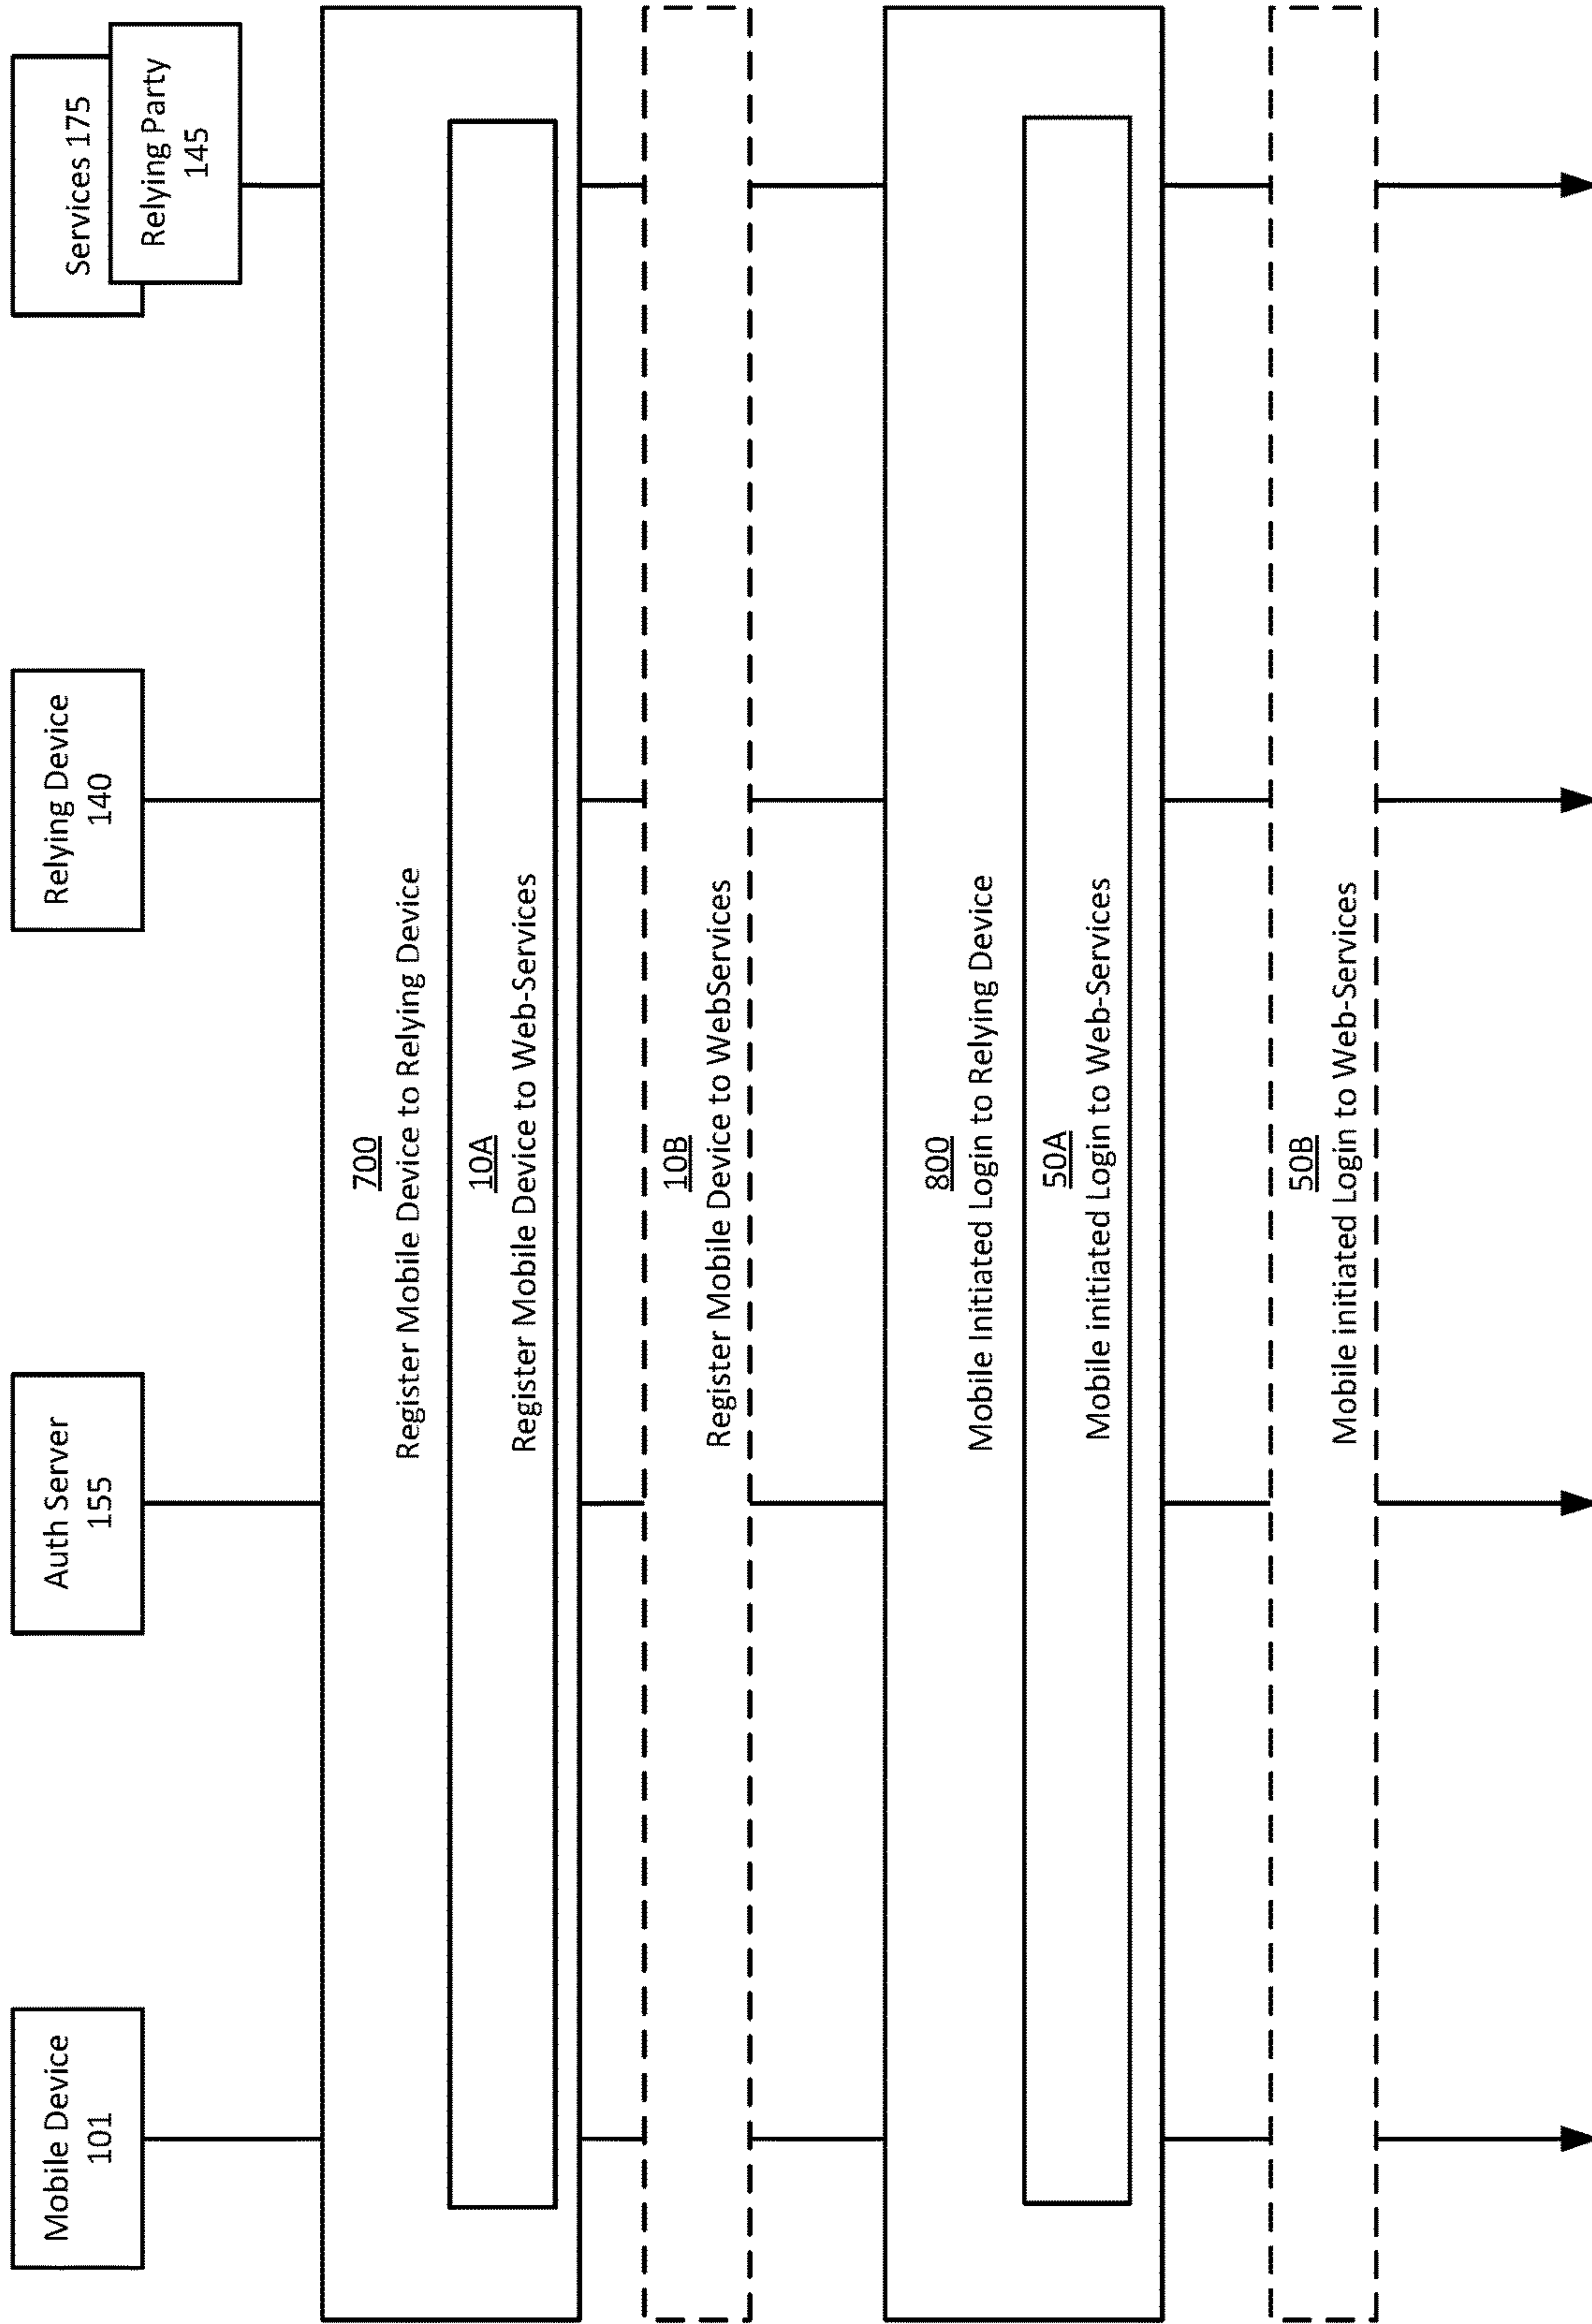 Mobile Device
101
Auth Server
155
Relying Device
140
Services 175
Relying Party
145
700
Register Mobile Device to Relying Device
10A
Register Mobile Device to Web-Services
10B
Register Mobile Device to WebServices
800
Mobile Initiated Login to Relying Device
50A
Mobile initiated Login to Web-Services
50B
Mobile initiated Login to Web-Services